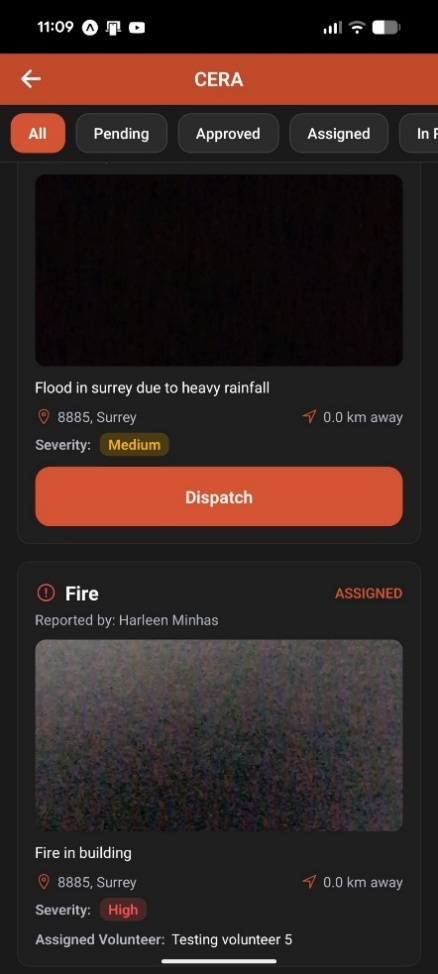 11:09
CERA
All Pending Approved Assigned
Flood in surrey due to heavy rainfall
8885, Surrey 0.0 km away
Severity: Medium
Dispatch
Fire ASSIGNED
Reported by: Harleen Minhas
Fire in building
8885, Surrey 0.0 km away
Severity: High
Assigned Volunteer: Testing volunteer 5